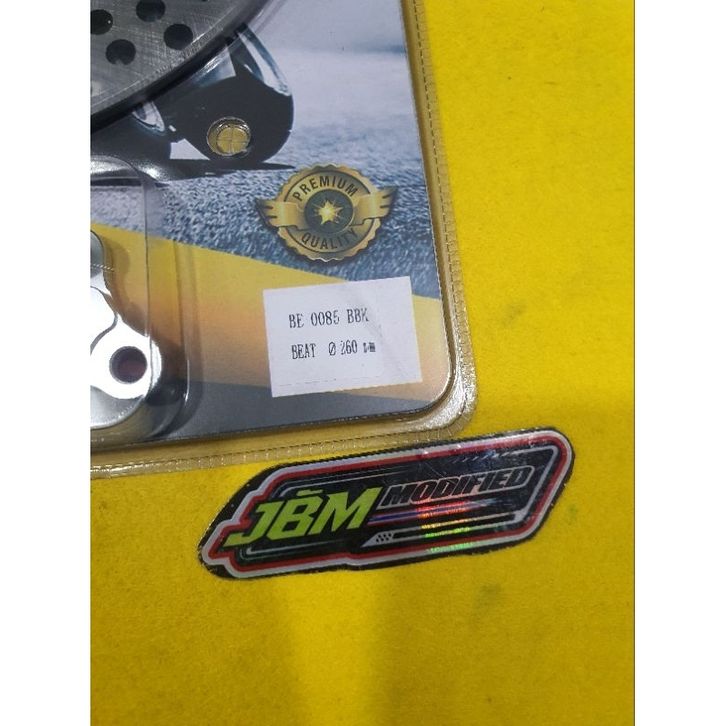 PREMIUM
QUALITY
BE 0085 BBK
BEAT Ø 260 mm
JBM MODIFIED